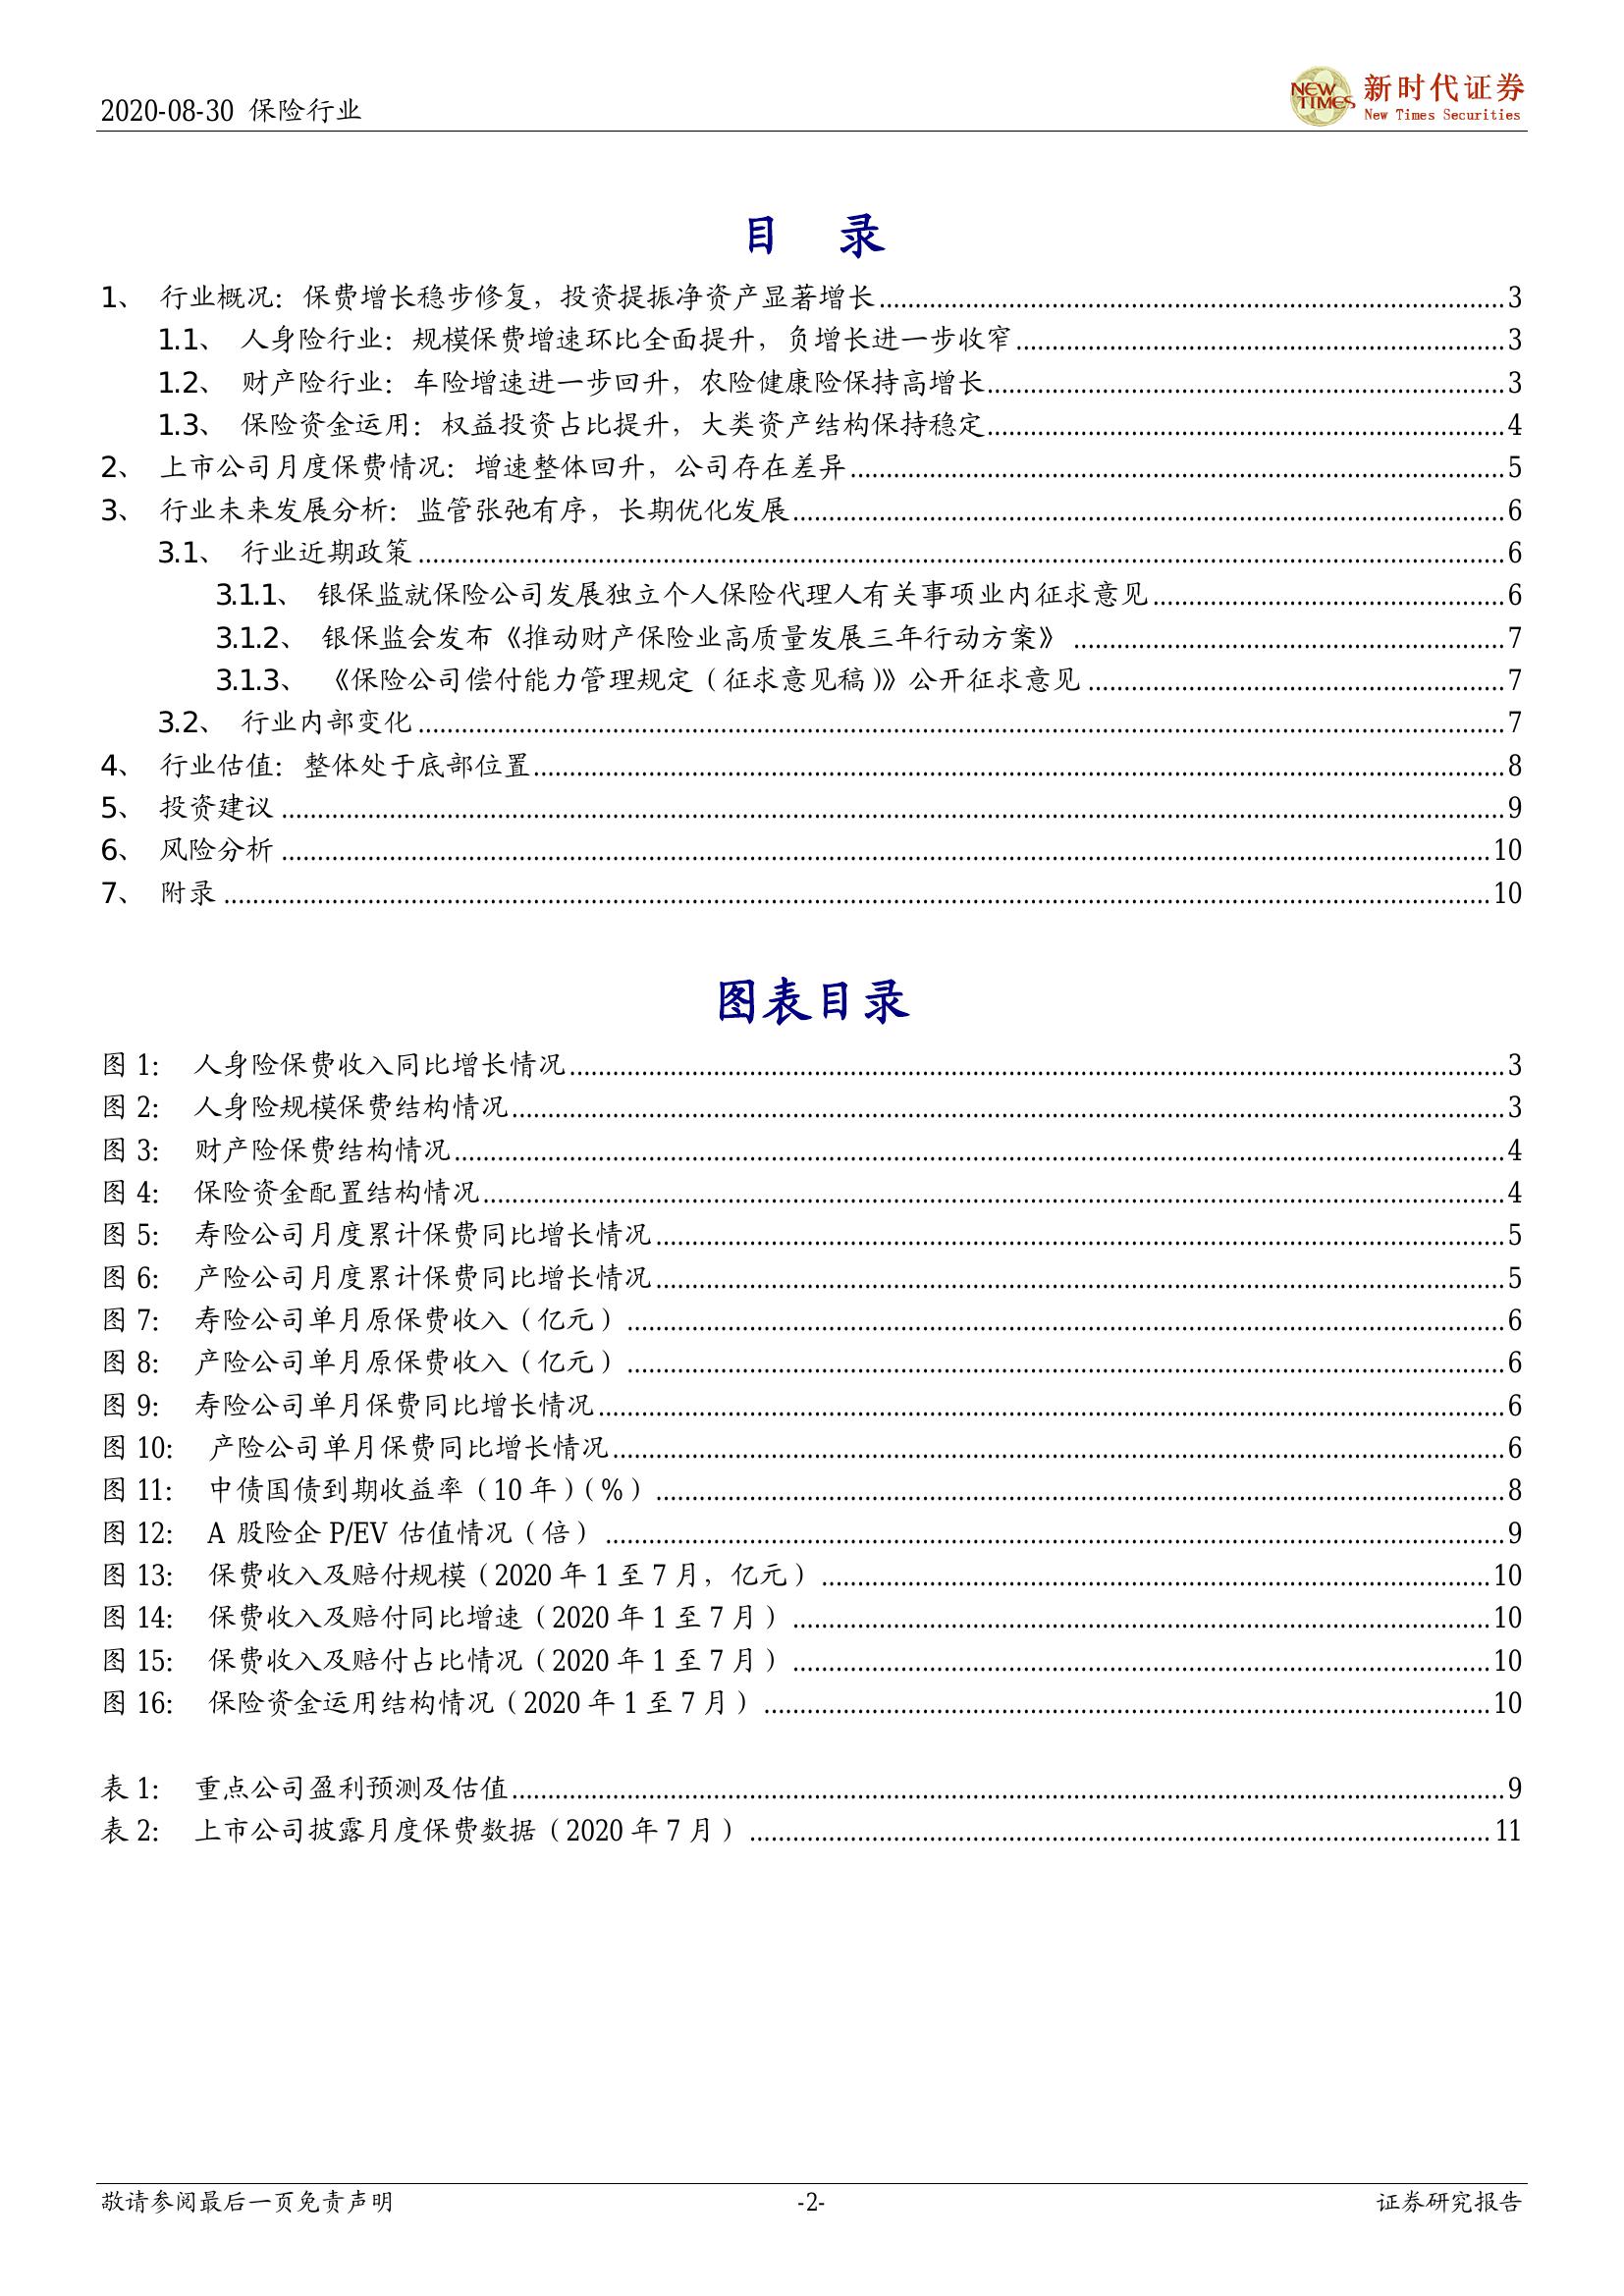 2020-08-30 保险行业
NEW TIMES 新时代证券
New Times Securities
目 录
1、 行业概况：保费增长稳步修复，投资提振净资产显著增长 3
1.1、 人身险行业：规模保费增速环比全面提升，负增长进一步收窄 3
1.2、 财产险行业：车险增速进一步回升，农险健康险保持高增长 3
1.3、 保险资金运用：权益投资占比提升，大类资产结构保持稳定 4
2、 上市公司月度保费情况：增速整体回升，公司存在差异 5
3、 行业未来发展分析：监管张弛有序，长期优化发展 6
3.1、 行业近期政策 6
3.1.1、 银保监就保险公司发展独立个人保险代理人有关事项业内征求意见 6
3.1.2、 银保监会发布《推动财产保险业高质量发展三年行动方案》 7
3.1.3、 《保险公司偿付能力管理规定（征求意见稿）》公开征求意见 7
3.2、 行业内部变化 7
4、 行业估值：整体处于底部位置 8
5、 投资建议 9
6、 风险分析 10
7、 附录 10
图表目录
图 1： 人身险保费收入同比增长情况 3
图 2： 人身险规模保费结构情况 3
图 3： 财产险保费结构情况 4
图 4： 保险资金配置结构情况 4
图 5： 寿险公司月度累计保费同比增长情况 5
图 6： 产险公司月度累计保费同比增长情况 5
图 7： 寿险公司单月原保费收入（亿元） 6
图 8： 产险公司单月原保费收入（亿元） 6
图 9： 寿险公司单月保费同比增长情况 6
图 10： 产险公司单月保费同比增长情况 6
图 11： 中债国债到期收益率（10 年）（%） 8
图 12： A 股险企 P/EV 估值情况（倍） 9
图 13： 保费收入及赔付规模（2020 年 1 至 7 月，亿元） 10
图 14： 保费收入及赔付同比增速（2020 年 1 至 7 月） 10
图 15： 保费收入及赔付占比情况（2020 年 1 至 7 月） 10
图 16： 保险资金运用结构情况（2020 年 1 至 7 月） 10
表 1： 重点公司盈利预测及估值 9
表 2： 上市公司披露月度保费数据（2020 年 7 月） 11
敬请参阅最后一页免责声明 -2- 证券研究报告